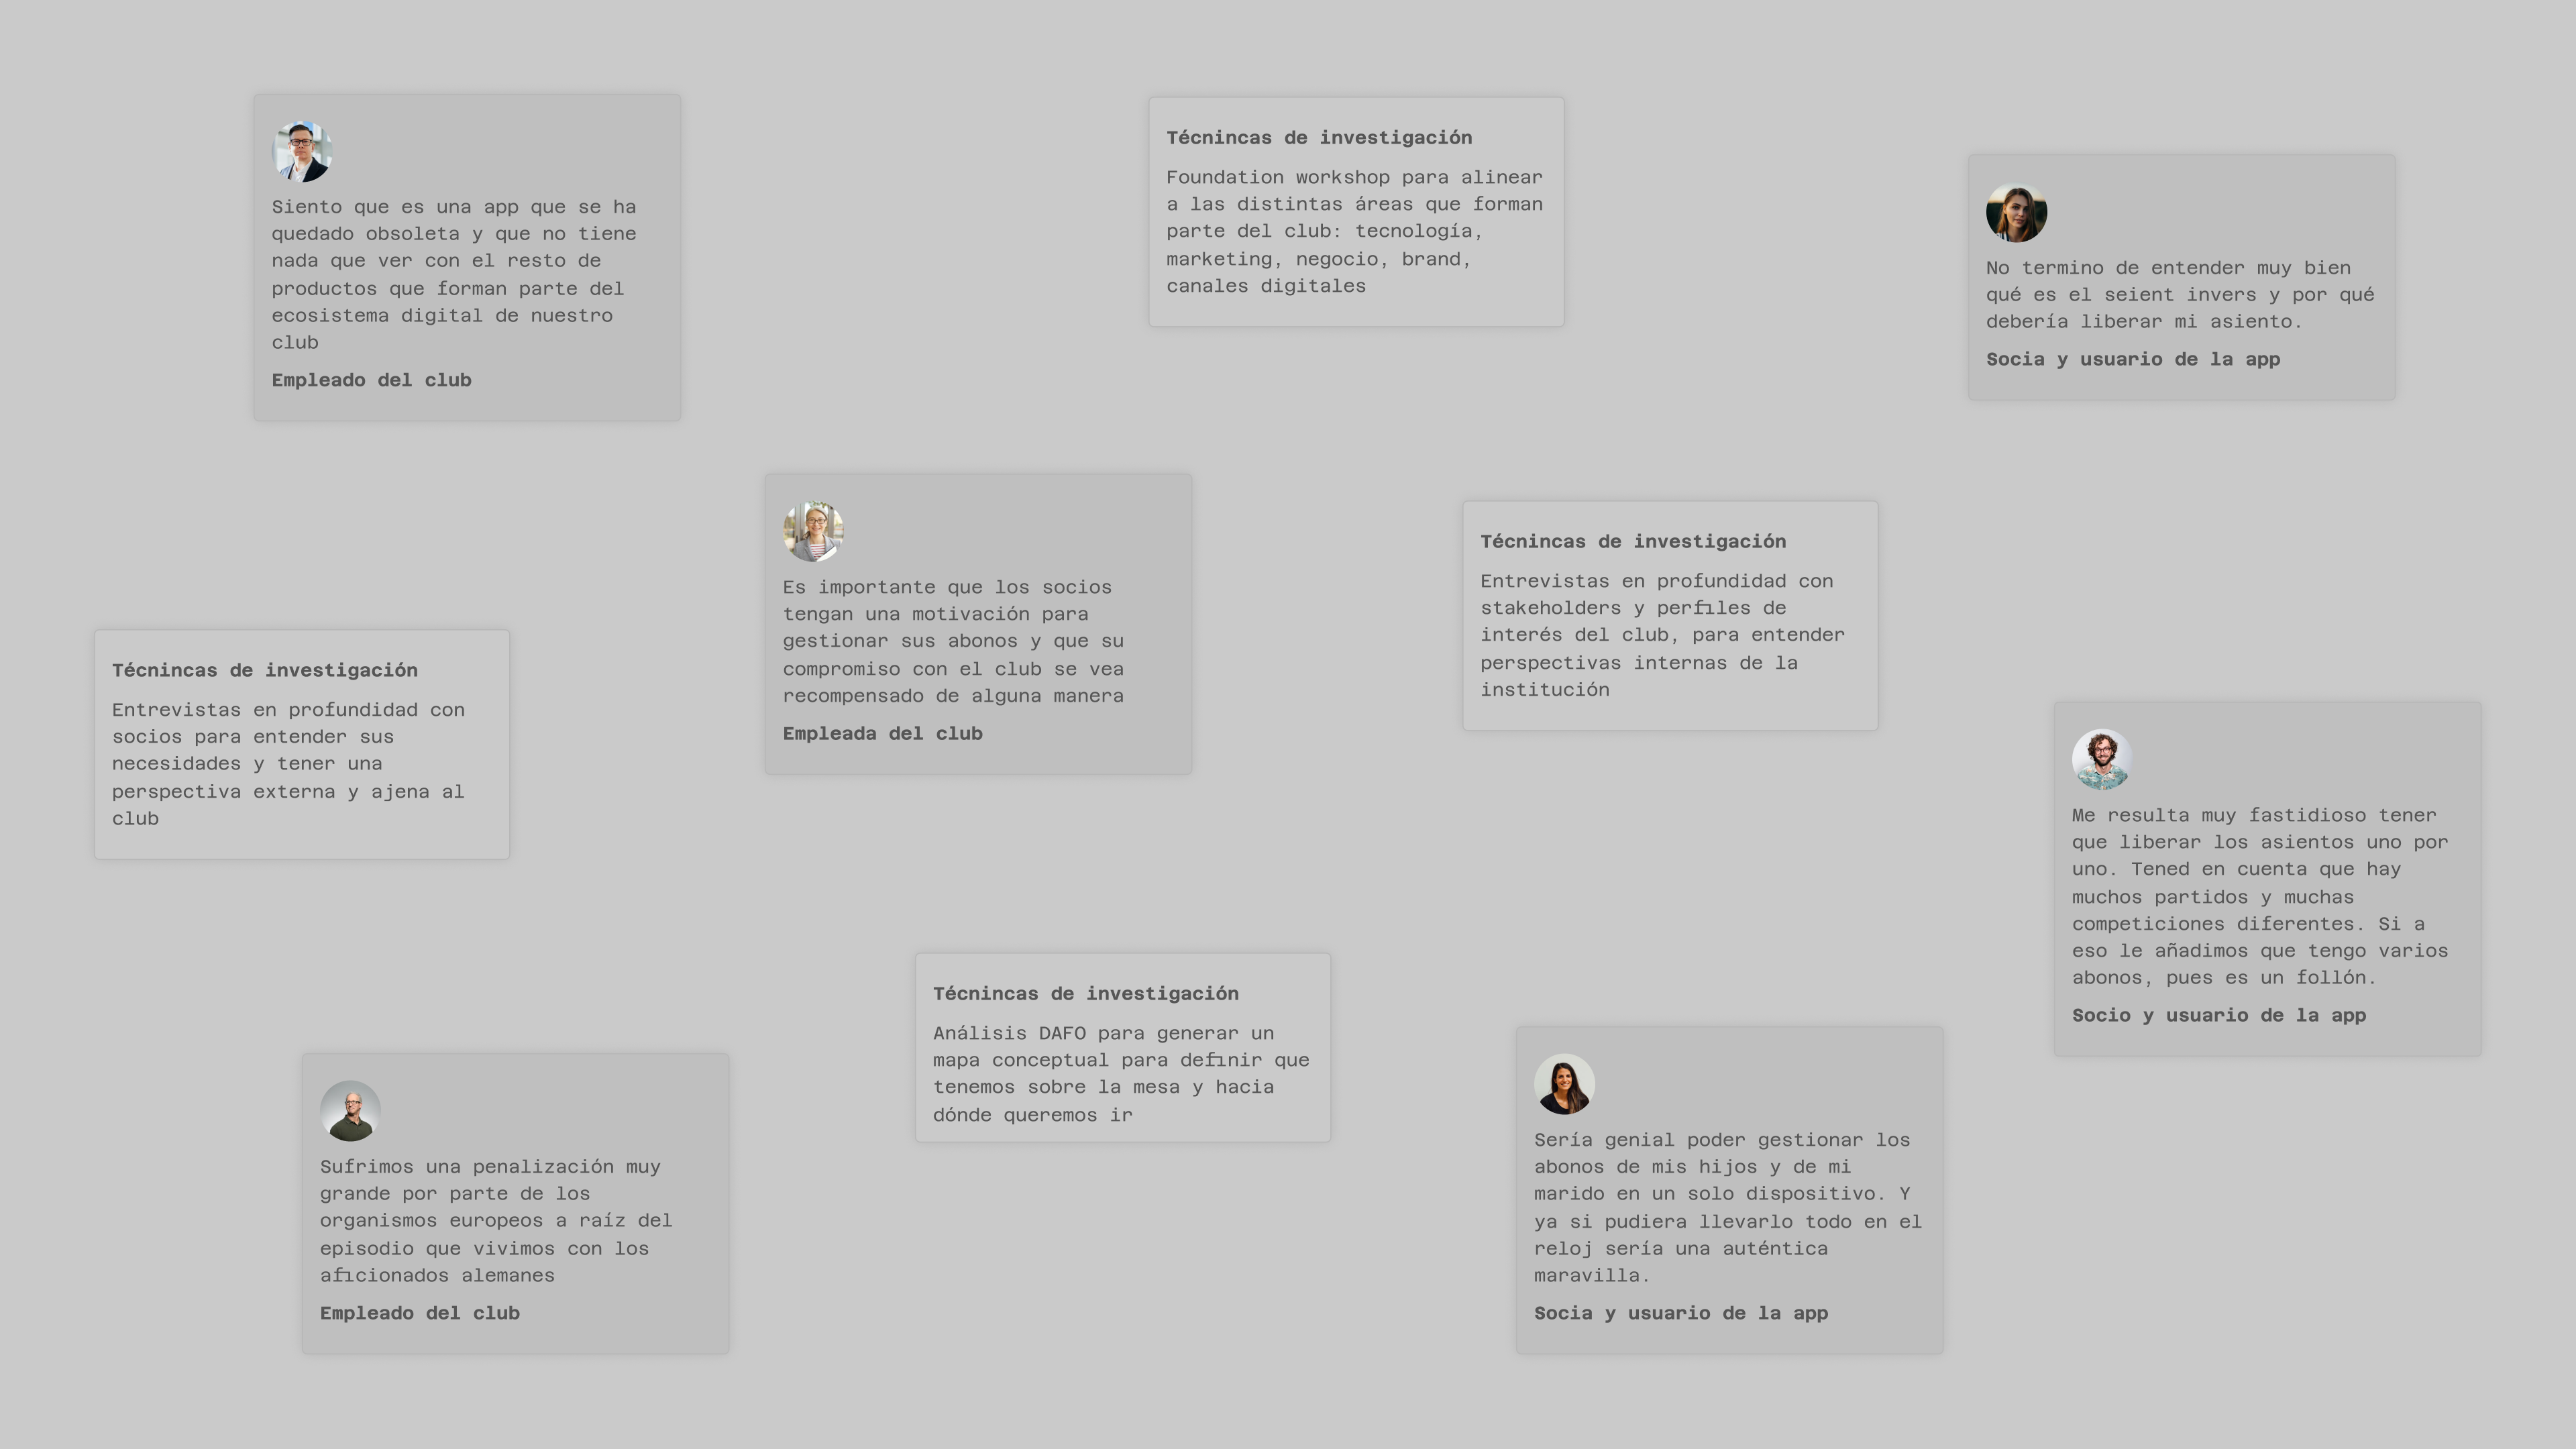 Siento que es una app que se ha
quedado obsoleta y que no tiene
nada que ver con el resto de
productos que forman parte del
ecosistema digital de nuestro
club
Empleado del club
Técnincas de investigación
Foundation workshop para alinear
a las distintas áreas que forman
parte del club: tecnología,
marketing, negocio, brand,
canales digitales
No termino de entender muy bien
qué es el seient invers y por qué
debería liberar mi asiento.
Socia y usuario de la app
Es importante que los socios
tengan una motivación para
gestionar sus abonos y que su
compromiso con el club se vea
recompensado de alguna manera
Empleada del club
Técnincas de investigación
Entrevistas en profundidad con
stakeholders y perfiles de
interés del club, para entender
perspectivas internas de la
institución
Técnincas de investigación
Entrevistas en profundidad con
socios para entender sus
necesidades y tener una
perspectiva externa y ajena al
club
Me resulta muy fastidioso tener
que liberar los asientos uno por
uno. Tened en cuenta que hay
muchos partidos y muchas
competiciones diferentes. Si a
eso le añadimos que tengo varios
abonos, pues es un follón.
Socio y usuario de la app
Técnincas de investigación
Análisis DAFO para generar un
mapa conceptual para definir que
tenemos sobre la mesa y hacia
dónde queremos ir
Sufrimos una penalización muy
grande por parte de los
organismos europeos a raíz del
episodio que vivimos con los
aficionados alemanes
Empleado del club
Sería genial poder gestionar los
abonos de mis hijos y de mi
marido en un solo dispositivo. Y
ya si pudiera llevarlo todo en el
reloj sería una auténtica
maravilla.
Socia y usuario de la app